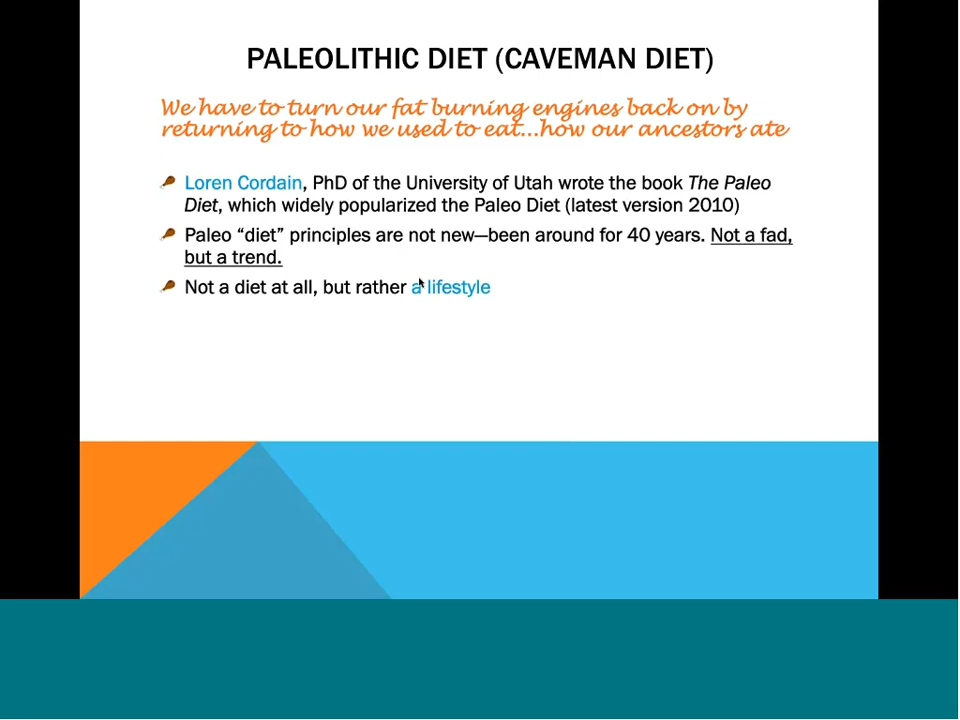 PALEOLITHIC DIET (CAVEMAN DIET)
We have to turn our fat burning engines back on by
returning to how we used to eat...how our ancestors ate
Loren Cordain, PhD of the University of Utah wrote the book The Paleo
Diet, which widely popularized the Paleo Diet (latest version 2010)
Paleo “diet” principles are not new—been around for 40 years. Not a fad,
but a trend.
Not a diet at all, but rather a lifestyle